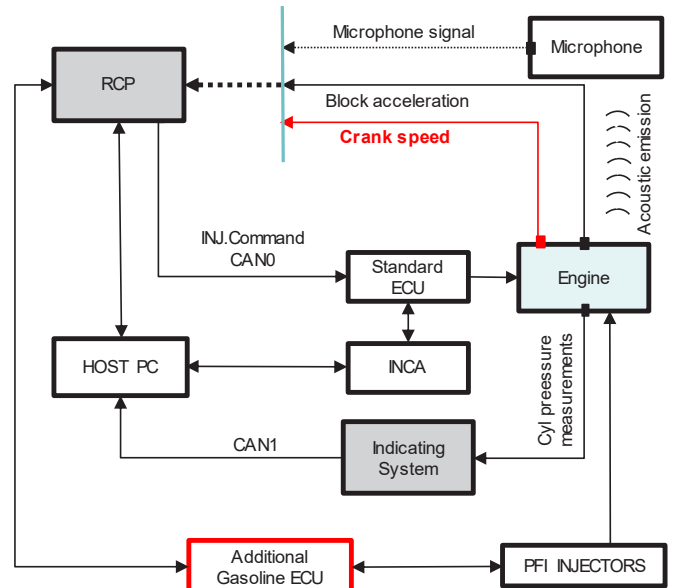 Microphone signal
Microphone
RCP
Block acceleration
Crank speed
Acoustic emission
INJ.Command
CAN0
Standard
ECU
Engine
HOST PC
INCA
Cyl preessure
measurements
CAN1
Indicating
System
Additional
Gasoline ECU
PFI INJECTORS